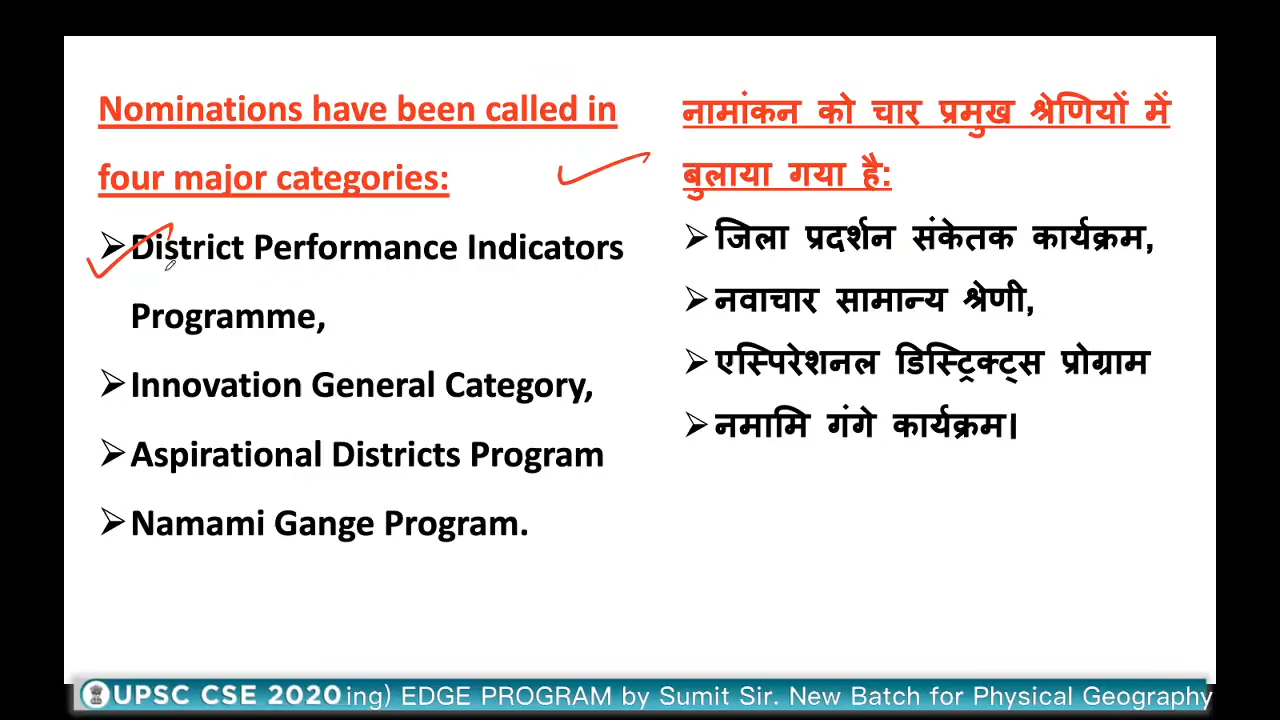 Nominations have been called in
four major categories:
District Performance Indicators
Programme,
Innovation General Category,
Aspirational Districts Program
Namami Gange Program.
नामांकन को चार प्रमुख श्रेणियों में
बुलाया गया है:
जिला प्रदर्शन संकेतक कार्यक्रम,
नवाचार सामान्य श्रेणी,
एस्पिरेशनल डिस्ट्रिक्ट्स प्रोग्राम
नमामि गंगे कार्यक्रम।
UPSC CSE 2020 ing) EDGE PROGRAM by Sumit Sir. New Batch for Physical Geography